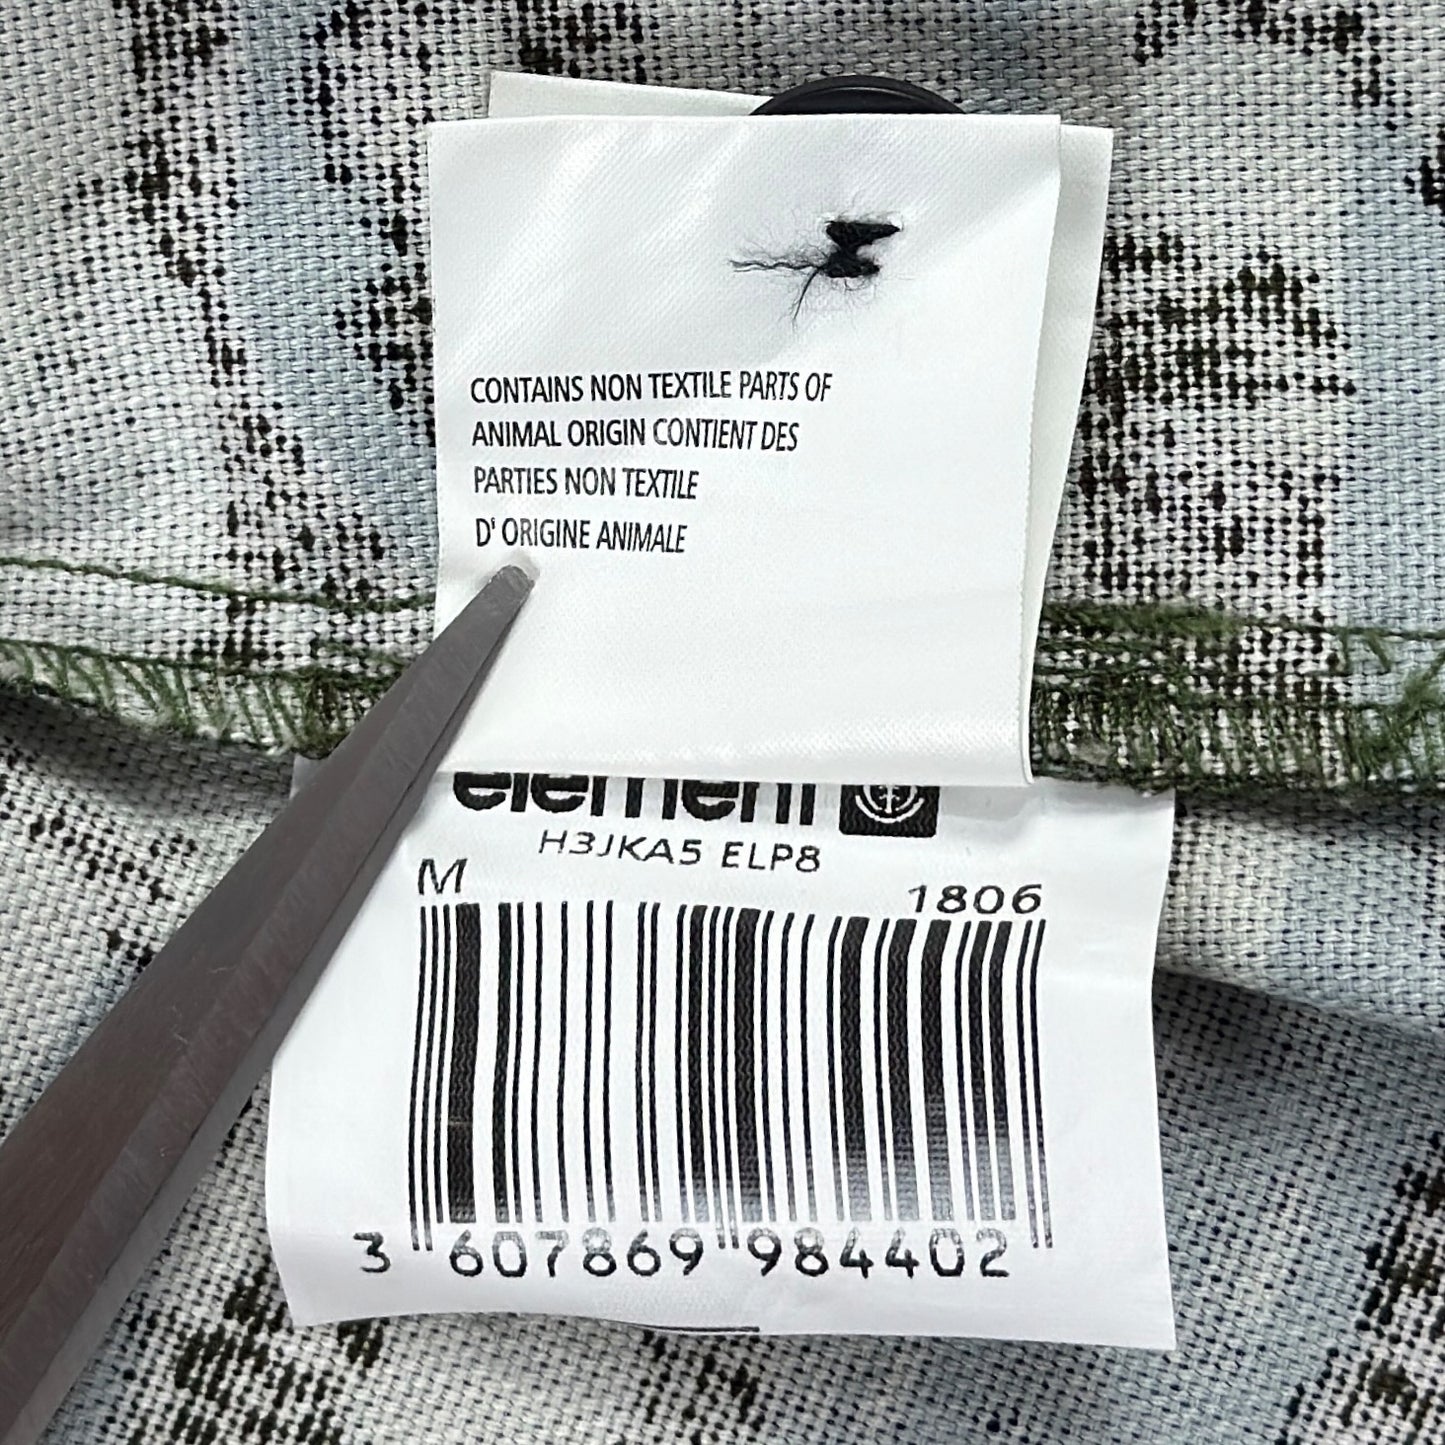 CONTAINS NON TEXTILE PARTS OF
ANIMAL ORIGIN CONTIENT DES
PARTIES NON TEXTILE
D' ORIGINE ANIMALE
element
H3JKA5 ELP8
M 1806
3 607869 984402